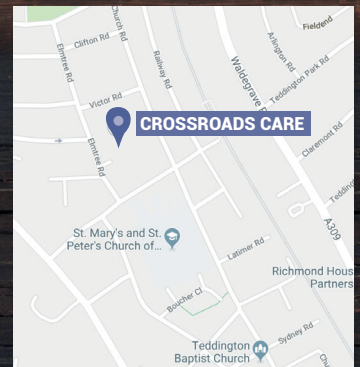 Church Rd
Fieldend
Clifton Rd
Elmtree Rd
Railway Rd
Arlington Rd
Waldegrave
Teddington Park Rd
Victor Rd
CROSSROADS CARE
Claremont Rd
Elmtree Rd
A309
St. Mary's and St.
Peter's Church of...
Latimer Rd
Richmond Hous
Partners
Boucher Cl
Sydney Rd
Teddington
Baptist Church